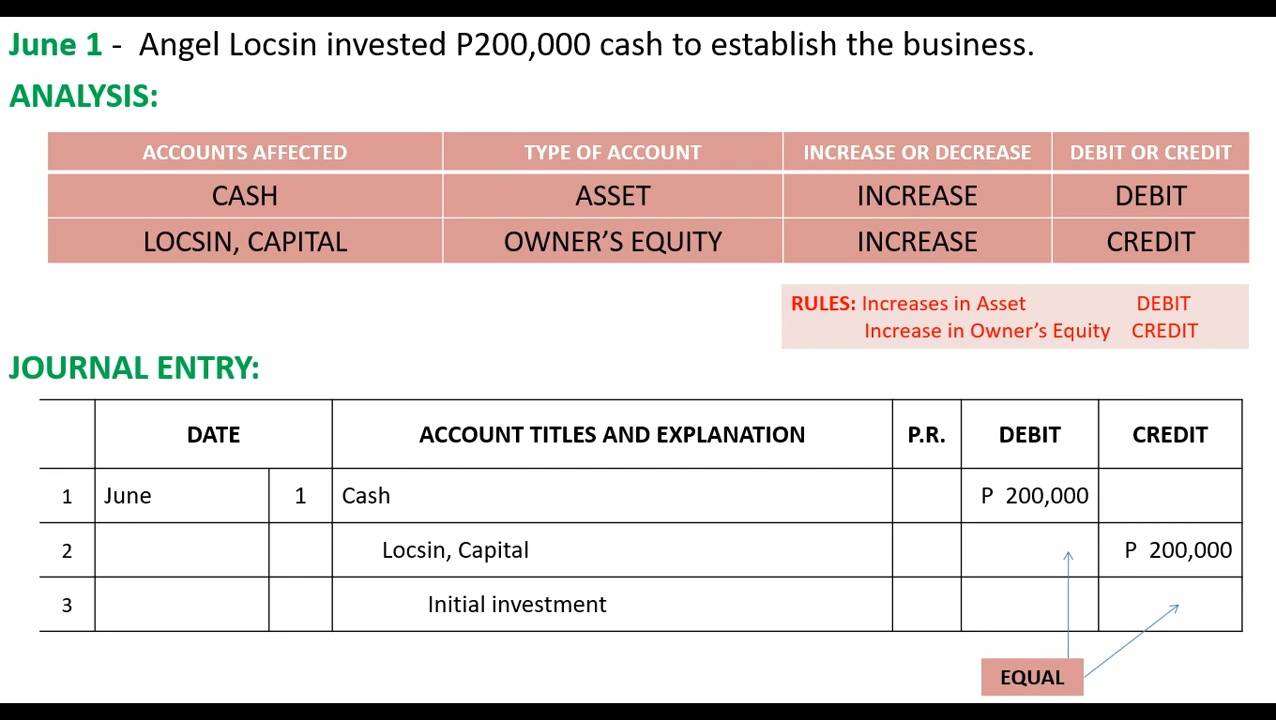 June 1 - Angel Locsin invested P200,000 cash to establish the business.
ANALYSIS:
ACCOUNTS AFFECTED TYPE OF ACCOUNT INCREASE OR DECREASE DEBIT OR CREDIT
CASH ASSET INCREASE DEBIT
LOCSIN, CAPITAL OWNER’S EQUITY INCREASE CREDIT
RULES: Increases in Asset DEBIT
Increase in Owner’s Equity CREDIT
JOURNAL ENTRY:
DATE ACCOUNT TITLES AND EXPLANATION P.R. DEBIT CREDIT
1 June 1 Cash P 200,000
2 Locsin, Capital P 200,000
3 Initial investment
EQUAL